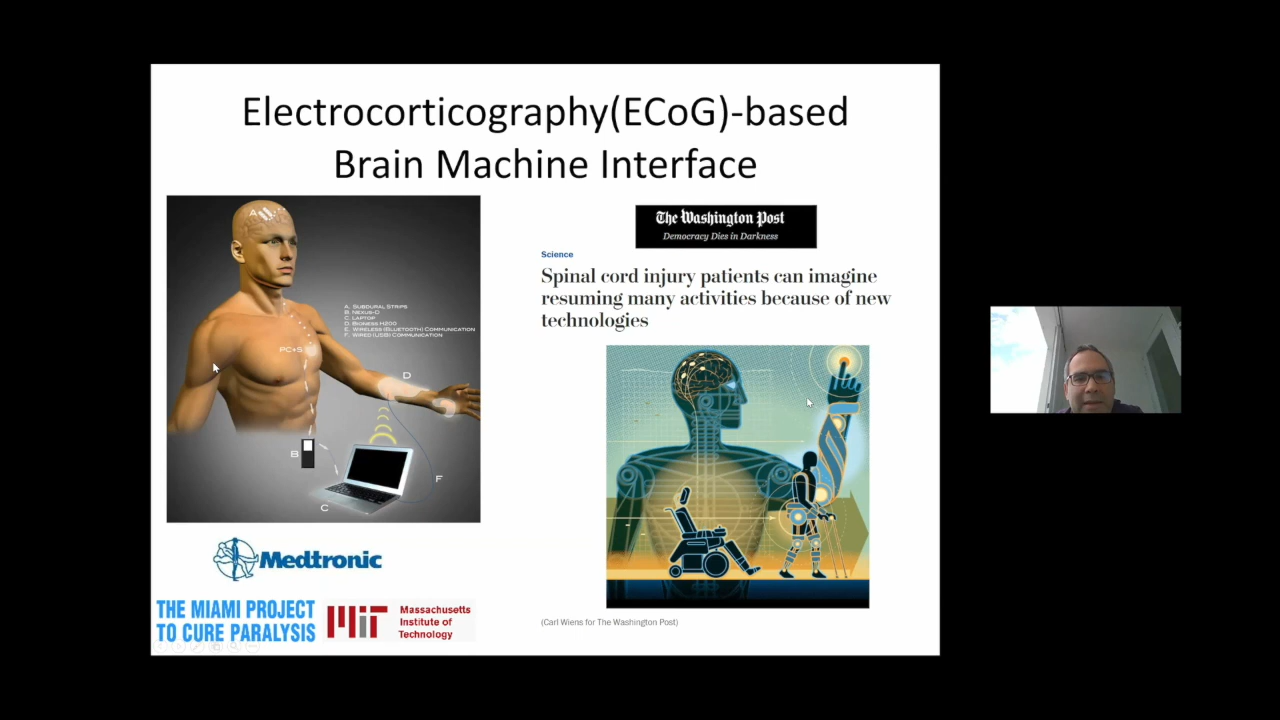 Electrocorticography(ECoG)-based
Brain Machine Interface
A
A. Subdural Strips
B. Nexus-D
C. Laptop
D. Bioness H200
E. Wireless (Bluetooth) Communication
F. Wired (USB) Communication
PC+S
D
B
F
C
Medtronic
THE MIAMI PROJECT
TO CURE PARALYSIS
MIT
Massachusetts
Institute of
Technology
The Washington Post
Democracy Dies in Darkness
Science
Spinal cord injury patients can imagine
resuming many activities because of new
technologies
(Carl Wiens for The Washington Post)